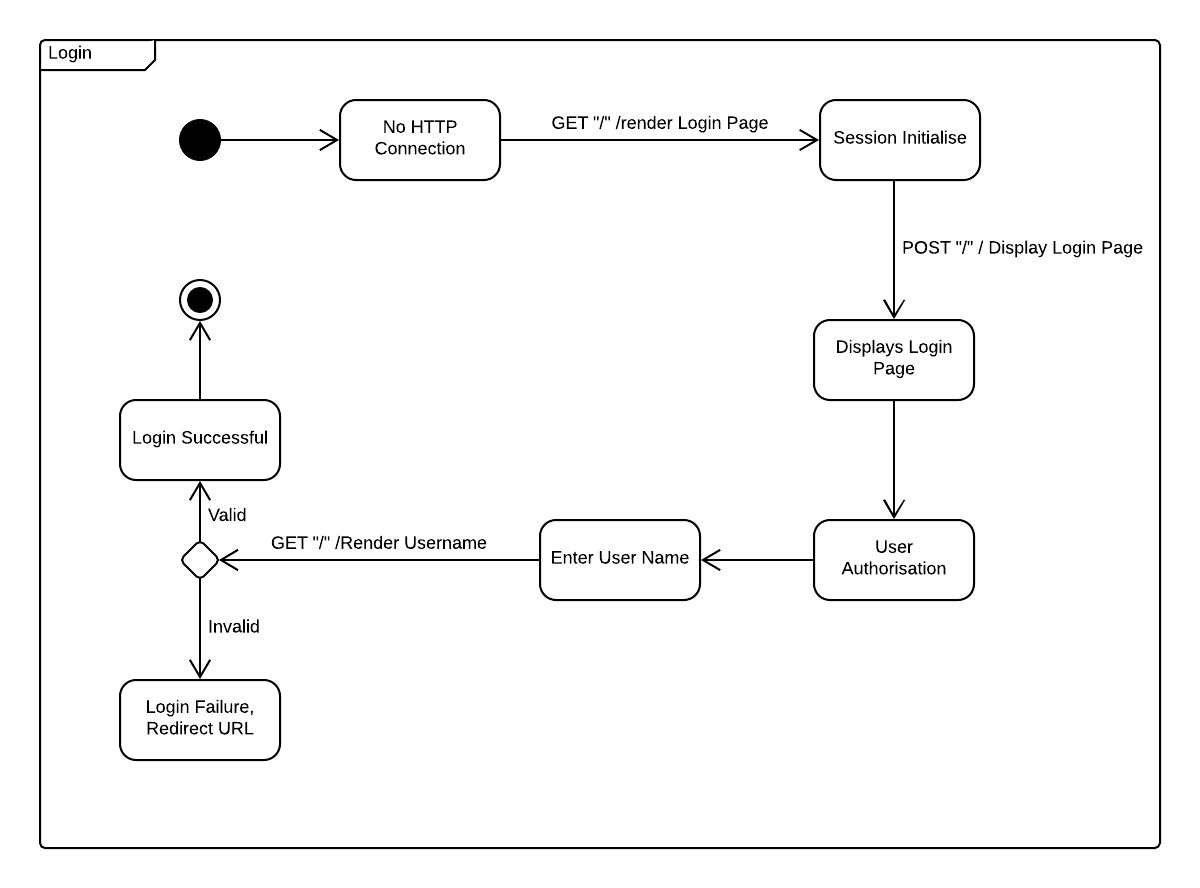 Login
No HTTP
Connection
GET "/" /render Login Page
Session Initialise
POST "/" / Display Login Page
Displays Login
Page
User
Authorisation
Enter User Name
GET "/" /Render Username
Valid
Login Successful
Invalid
Login Failure,
Redirect URL